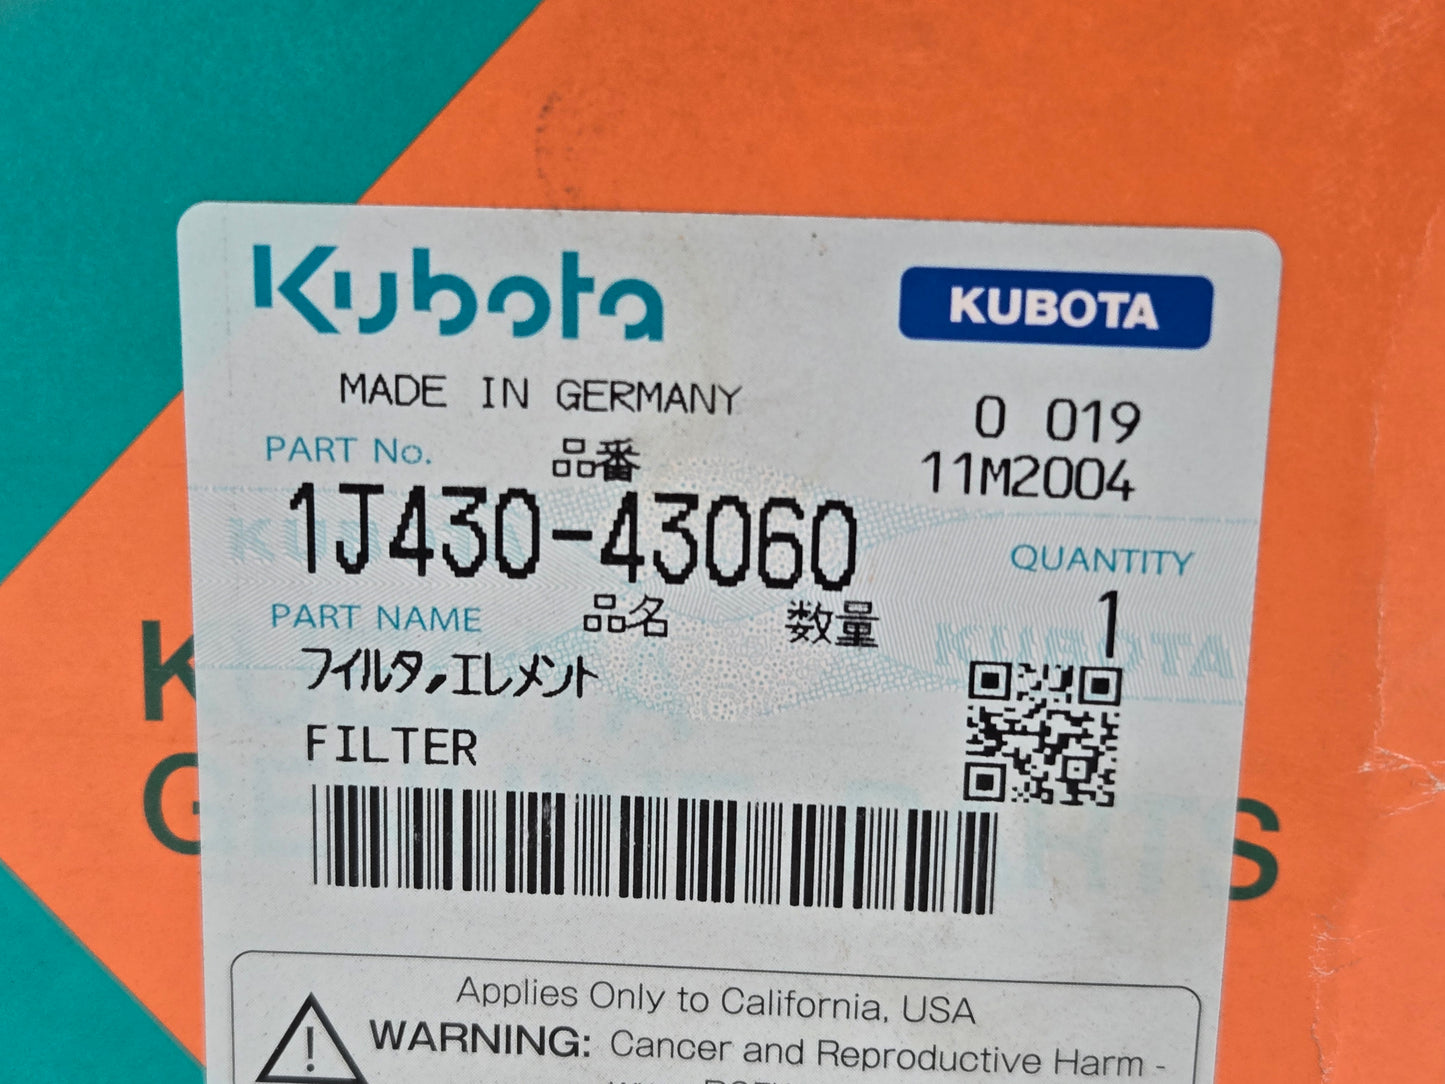 Kubota
KUBOTA
MADE IN GERMANY
0 019
PART No. 品番
11M2004
1J430-43060
QUANTITY
PART NAME 品名 数量
1
フィルタ,エレメント
FILTER
Applies Only to California, USA
WARNING: Cancer and Reproductive Harm -